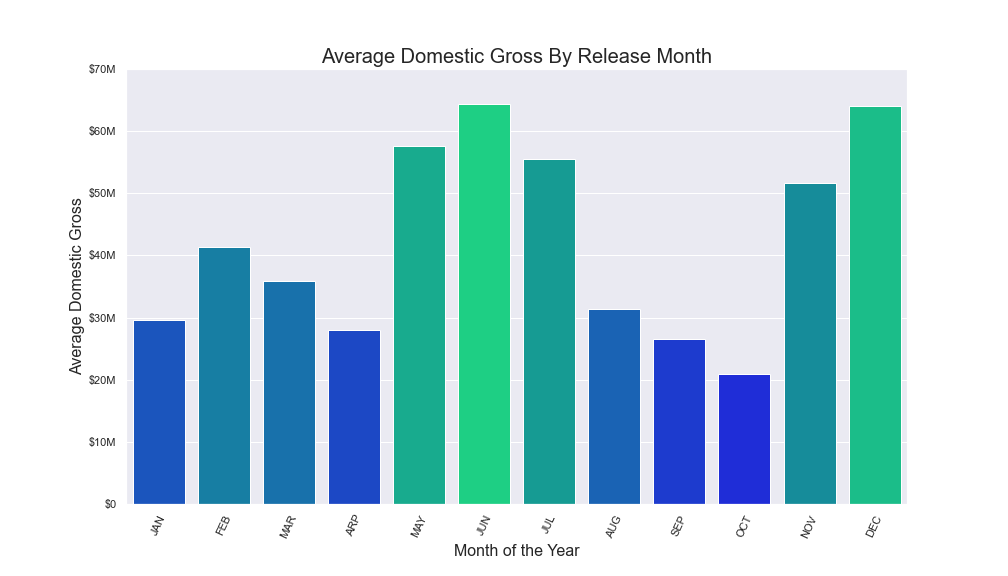 Average Domestic Gross By Release Month
$70M
$60M
$50M
$40M
$30M
$20M
$10M
$0
Average Domestic Gross
JAN
FEB
MAR
ARP
MAY
JUN
JUL
AUG
SEP
OCT
NOV
DEC
Month of the Year